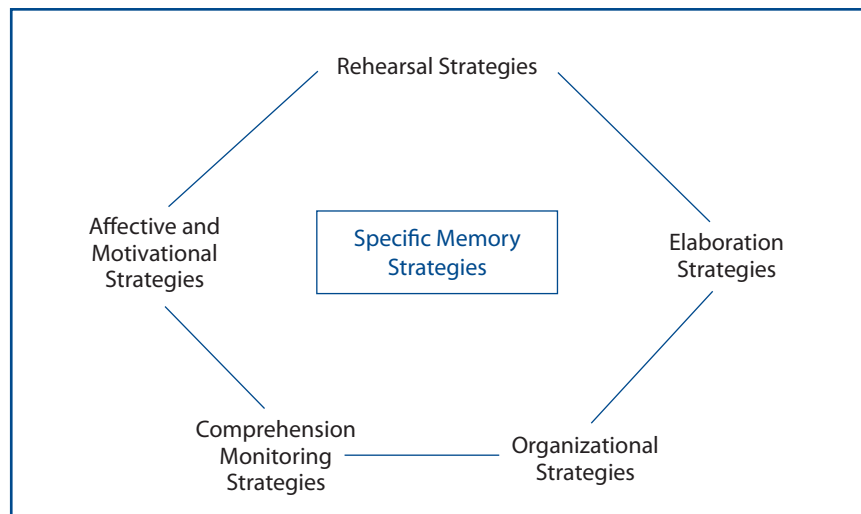 Rehearsal Strategies
Affective and
Motivational
Strategies
Specific Memory
Strategies
Elaboration
Strategies
Comprehension
Monitoring
Strategies
Organizational
Strategies